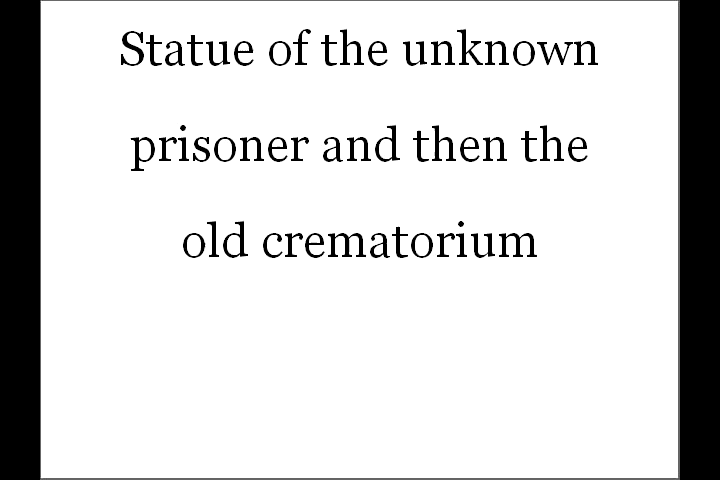 Statue of the unknown
prisoner and then the
old crematorium